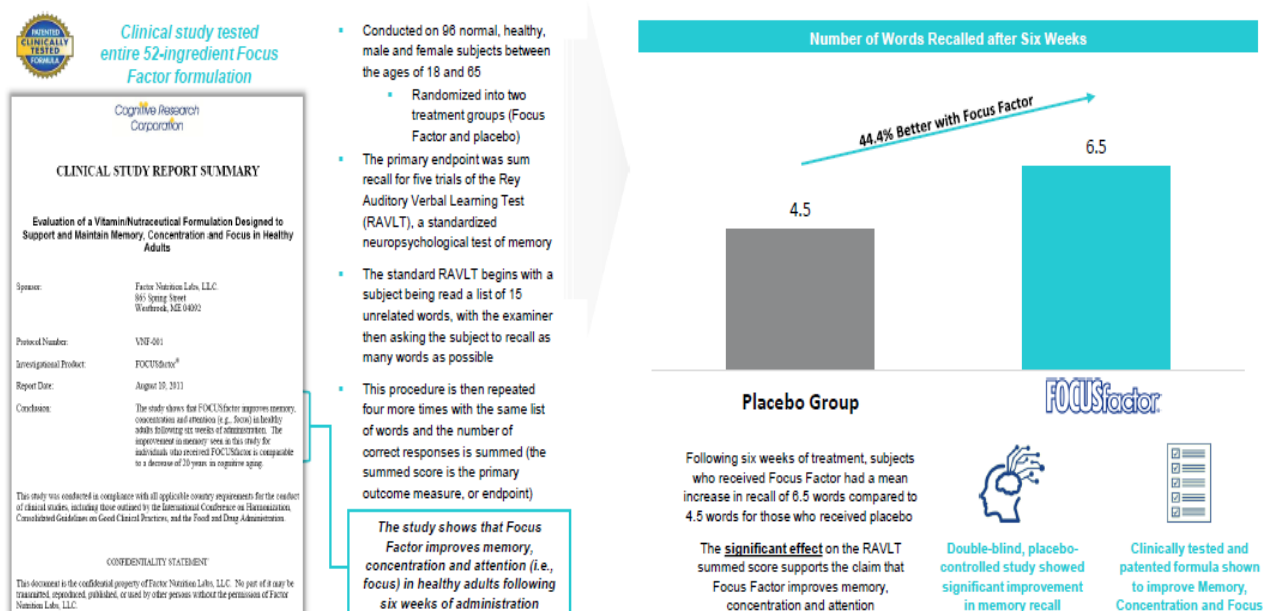 PATENTED
CLINICALLY
TESTED
FORMULA
Clinical study tested
entire 52-ingredient Focus
Factor formulation
Cognitive Research
Corporation
CLINICAL STUDY REPORT SUMMARY
Evaluation of a Vitamin/Nutraceutical Formulation Designed to
Support and Maintain Memory, Concentration and Focus in Healthy
Adults
Sponsor:
Factor Nutrition Labs, LLC.
865 Spring Street
Westbrook, ME 04092
Protocol Number:
VNF-001
Investigational Product:
FOCUSfactor®
Report Date:
August 10, 2011
Conclusion:
The study shows that FOCUSfactor improves memory,
concentration and attention (e.g., focus) in healthy
adults following six weeks of administration. The
improvement in memory seen in this study for
individuals who received FOCUSfactor is comparable
to a decrease of 20 years in cognitive aging.
This study was conducted in compliance with all applicable country requirements for the conduct
of clinical studies, including those outlined by the International Conference on Harmonization,
Consolidated Guidelines on Good Clinical Practices, and the Food and Drug Administration.
CONFIDENTIALITY STATEMENT
This document is the confidential property of Factor Nutrition Labs, LLC. No part of it may be
transmitted, reproduced, published, or used by other persons without the permission of Factor
Nutrition Labs, LLC.
▪ Conducted on 96 normal, healthy,
male and female subjects between
the ages of 18 and 65
▪ Randomized into two
treatment groups (Focus
Factor and placebo)
▪ The primary endpoint was sum
recall for five trials of the Rey
Auditory Verbal Learning Test
(RAVLT), a standardized
neuropsychological test of memory
▪ The standard RAVLT begins with a
subject being read a list of 15
unrelated words, with the examiner
then asking the subject to recall as
many words as possible
▪ This procedure is then repeated
four more times with the same list
of words and the number of
correct responses is summed (the
summed score is the primary
outcome measure, or endpoint)
The study shows that Focus
Factor improves memory,
concentration and attention (i.e.,
focus) in healthy adults following
six weeks of administration
Number of Words Recalled after Six Weeks
44.4% Better with Focus Factor
4.5
6.5
Placebo Group
FOCUSfactor
Following six weeks of treatment, subjects
who received Focus Factor had a mean
increase in recall of 6.5 words compared to
4.5 words for those who received placebo
The significant effect on the RAVLT
summed score supports the claim that
Focus Factor improves memory,
concentration and attention
Double-blind, placebo-
controlled study showed
significant improvement
in memory recall
Clinically tested and
patented formula shown
to improve Memory,
Concentration and Focus